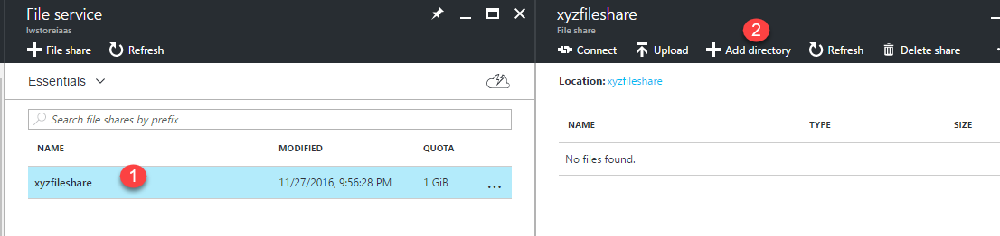 File service
lwstoreiaas
File share Refresh
Essentials
Search file shares by prefix
NAME MODIFIED QUOTA
xyzfileshare 1 11/27/2016, 9:56:28 PM 1 GiB ...
xyzfileshare
File share
2
Connect Upload Add directory Refresh Delete share
Location: xyzfileshare
NAME TYPE SIZE
No files found.